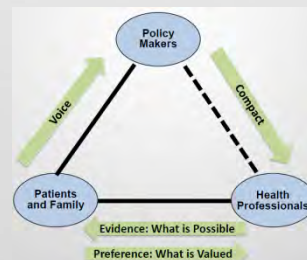 Policy
Makers
Voice
Compact
Patients
and Family
Health
Professionals
Evidence: What is Possible
Preference: What is Valued